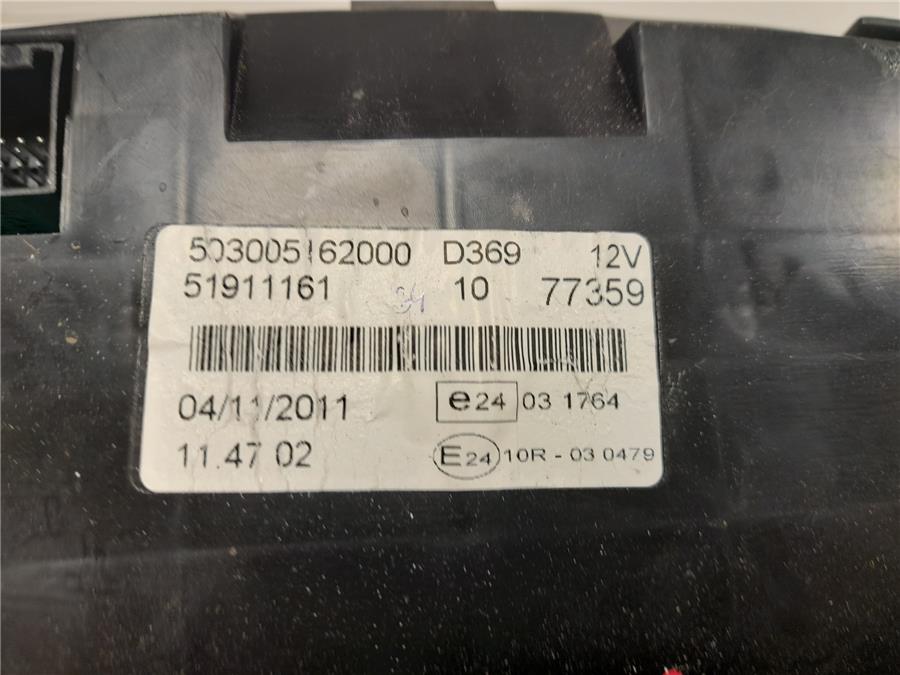 503005162000 D369 12V
51911161 94 10 77359
04/11/2011 e24 03 1764
11.47 02 E24 10R - 03 0479